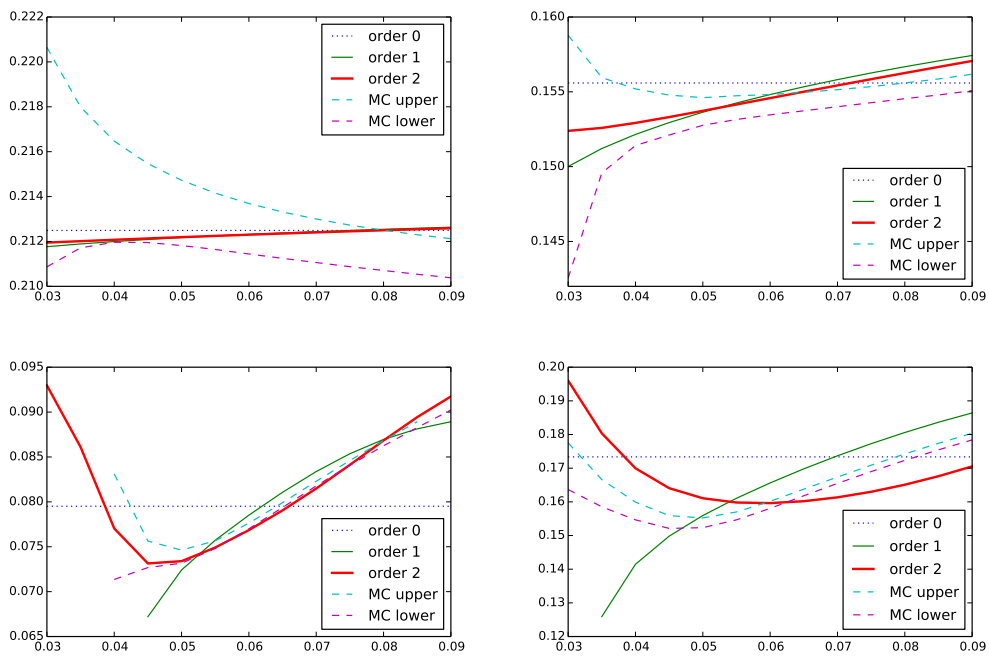 0.222
0.220
0.218
0.216
0.214
0.212
0.210
0.03 0.04 0.05 0.06 0.07 0.08 0.09
order 0
order 1
order 2
MC upper
MC lower
0.160
0.155
0.150
0.145
0.03 0.04 0.05 0.06 0.07 0.08 0.09
order 0
order 1
order 2
MC upper
MC lower
0.095
0.090
0.085
0.080
0.075
0.070
0.065
0.03 0.04 0.05 0.06 0.07 0.08 0.09
order 0
order 1
order 2
MC upper
MC lower
0.20
0.19
0.18
0.17
0.16
0.15
0.14
0.13
0.12
0.03 0.04 0.05 0.06 0.07 0.08 0.09
order 0
order 1
order 2
MC upper
MC lower